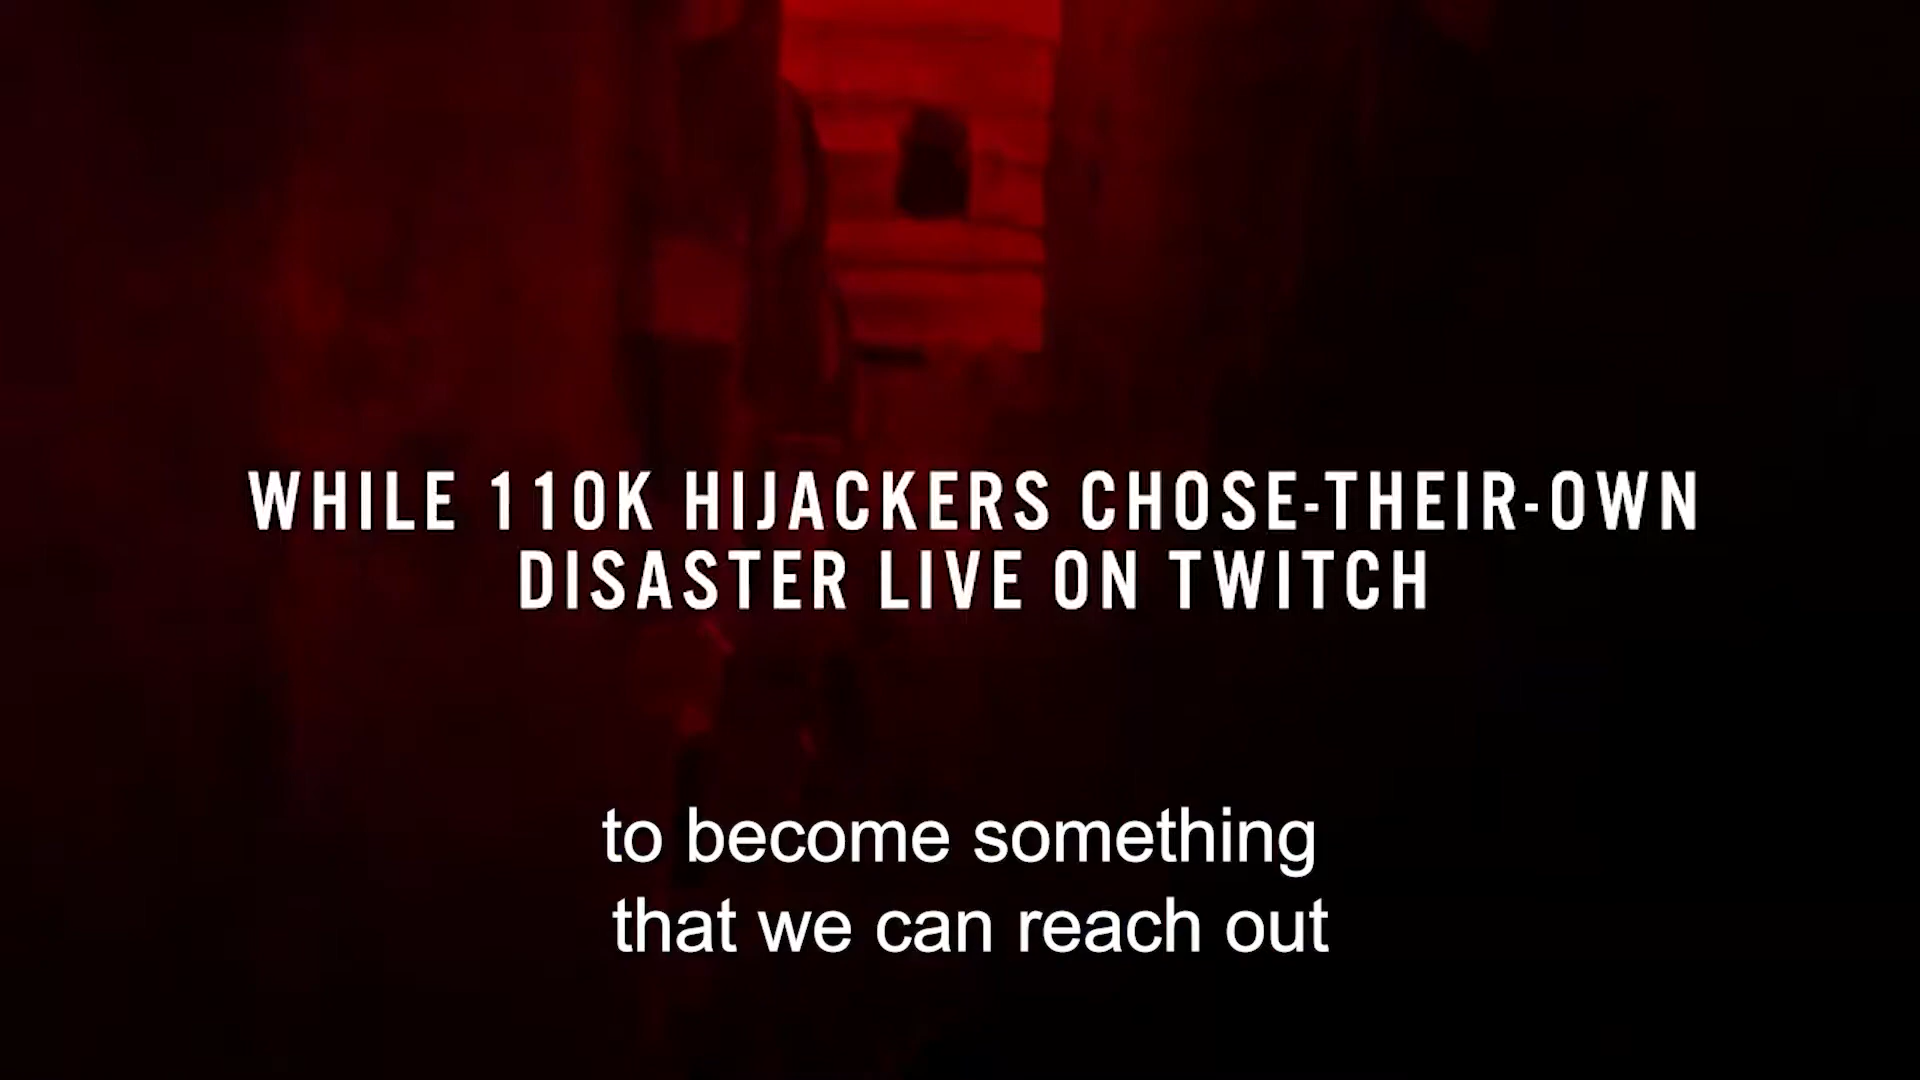 WHILE 110K HIJACKERS CHOSE-THEIR-OWN
DISASTER LIVE ON TWITCH
to become something
that we can reach out